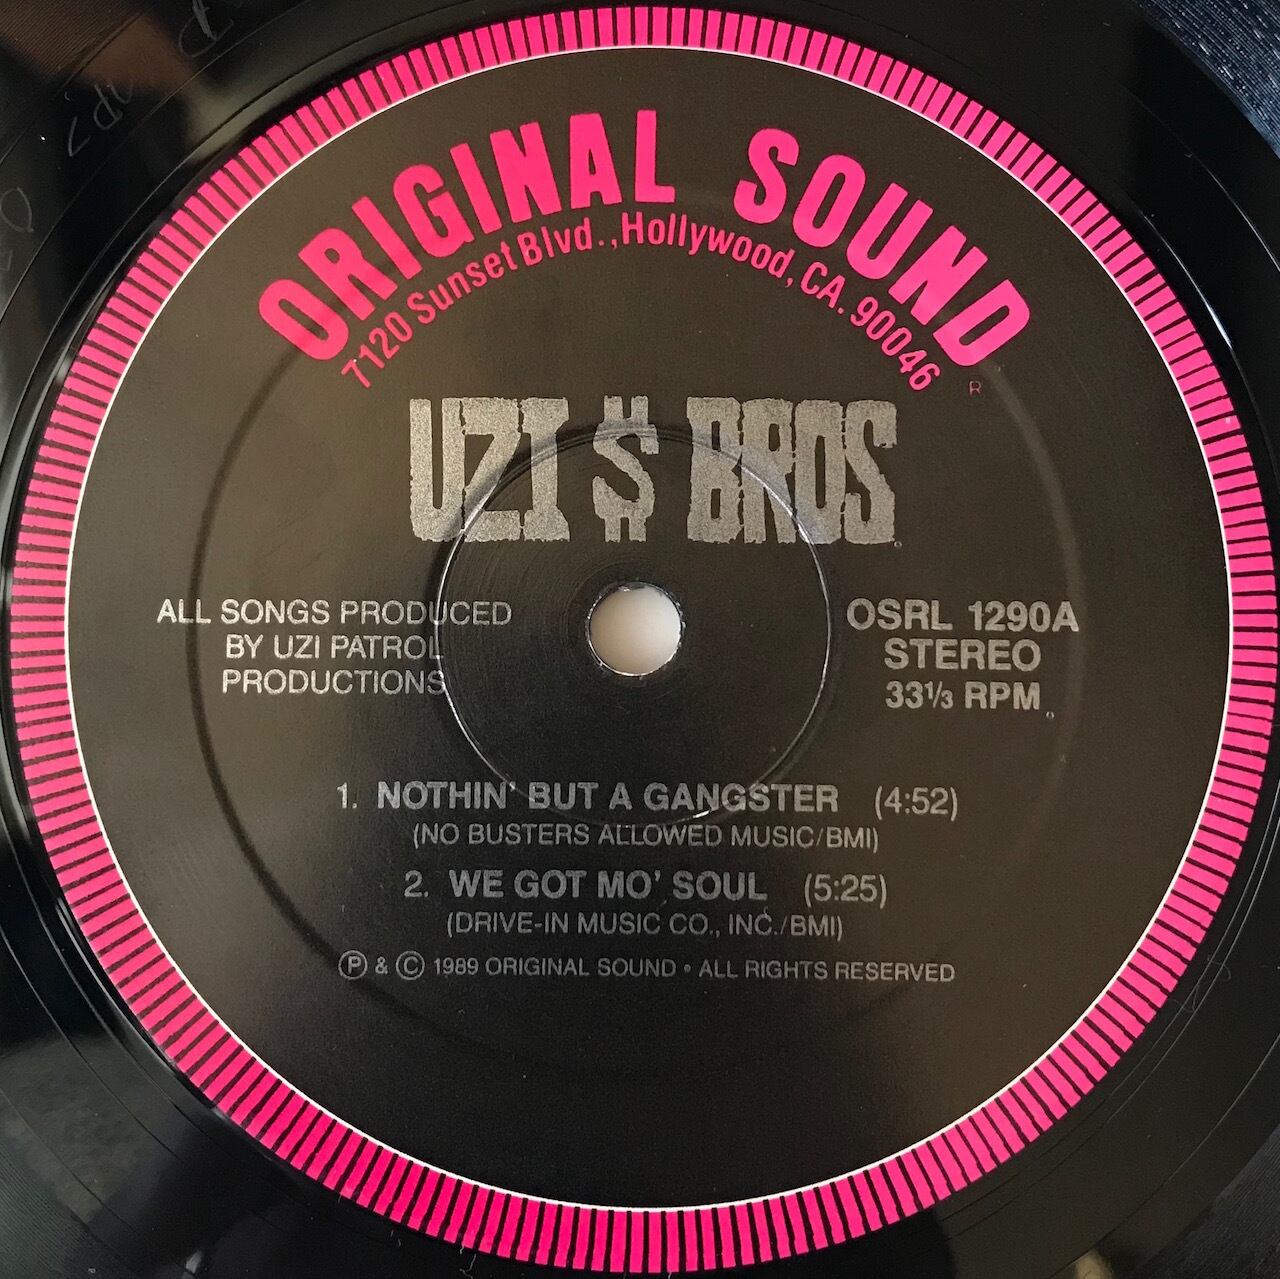 ORIGINAL SOUND
7120 Sunset Blvd., Hollywood, CA. 90046
R
UZI $ BROS
ALL SONGS PRODUCED
BY UZI PATROL
PRODUCTIONS
OSRL 1290A
STEREO
33⅓ RPM
1. NOTHIN' BUT A GANGSTER (4:52)
(NO BUSTERS ALLOWED MUSIC/BMI)
2. WE GOT MO' SOUL (5:25)
(DRIVE-IN MUSIC CO., INC./BMI)
Ⓟ & Ⓒ 1989 ORIGINAL SOUND • ALL RIGHTS RESERVED